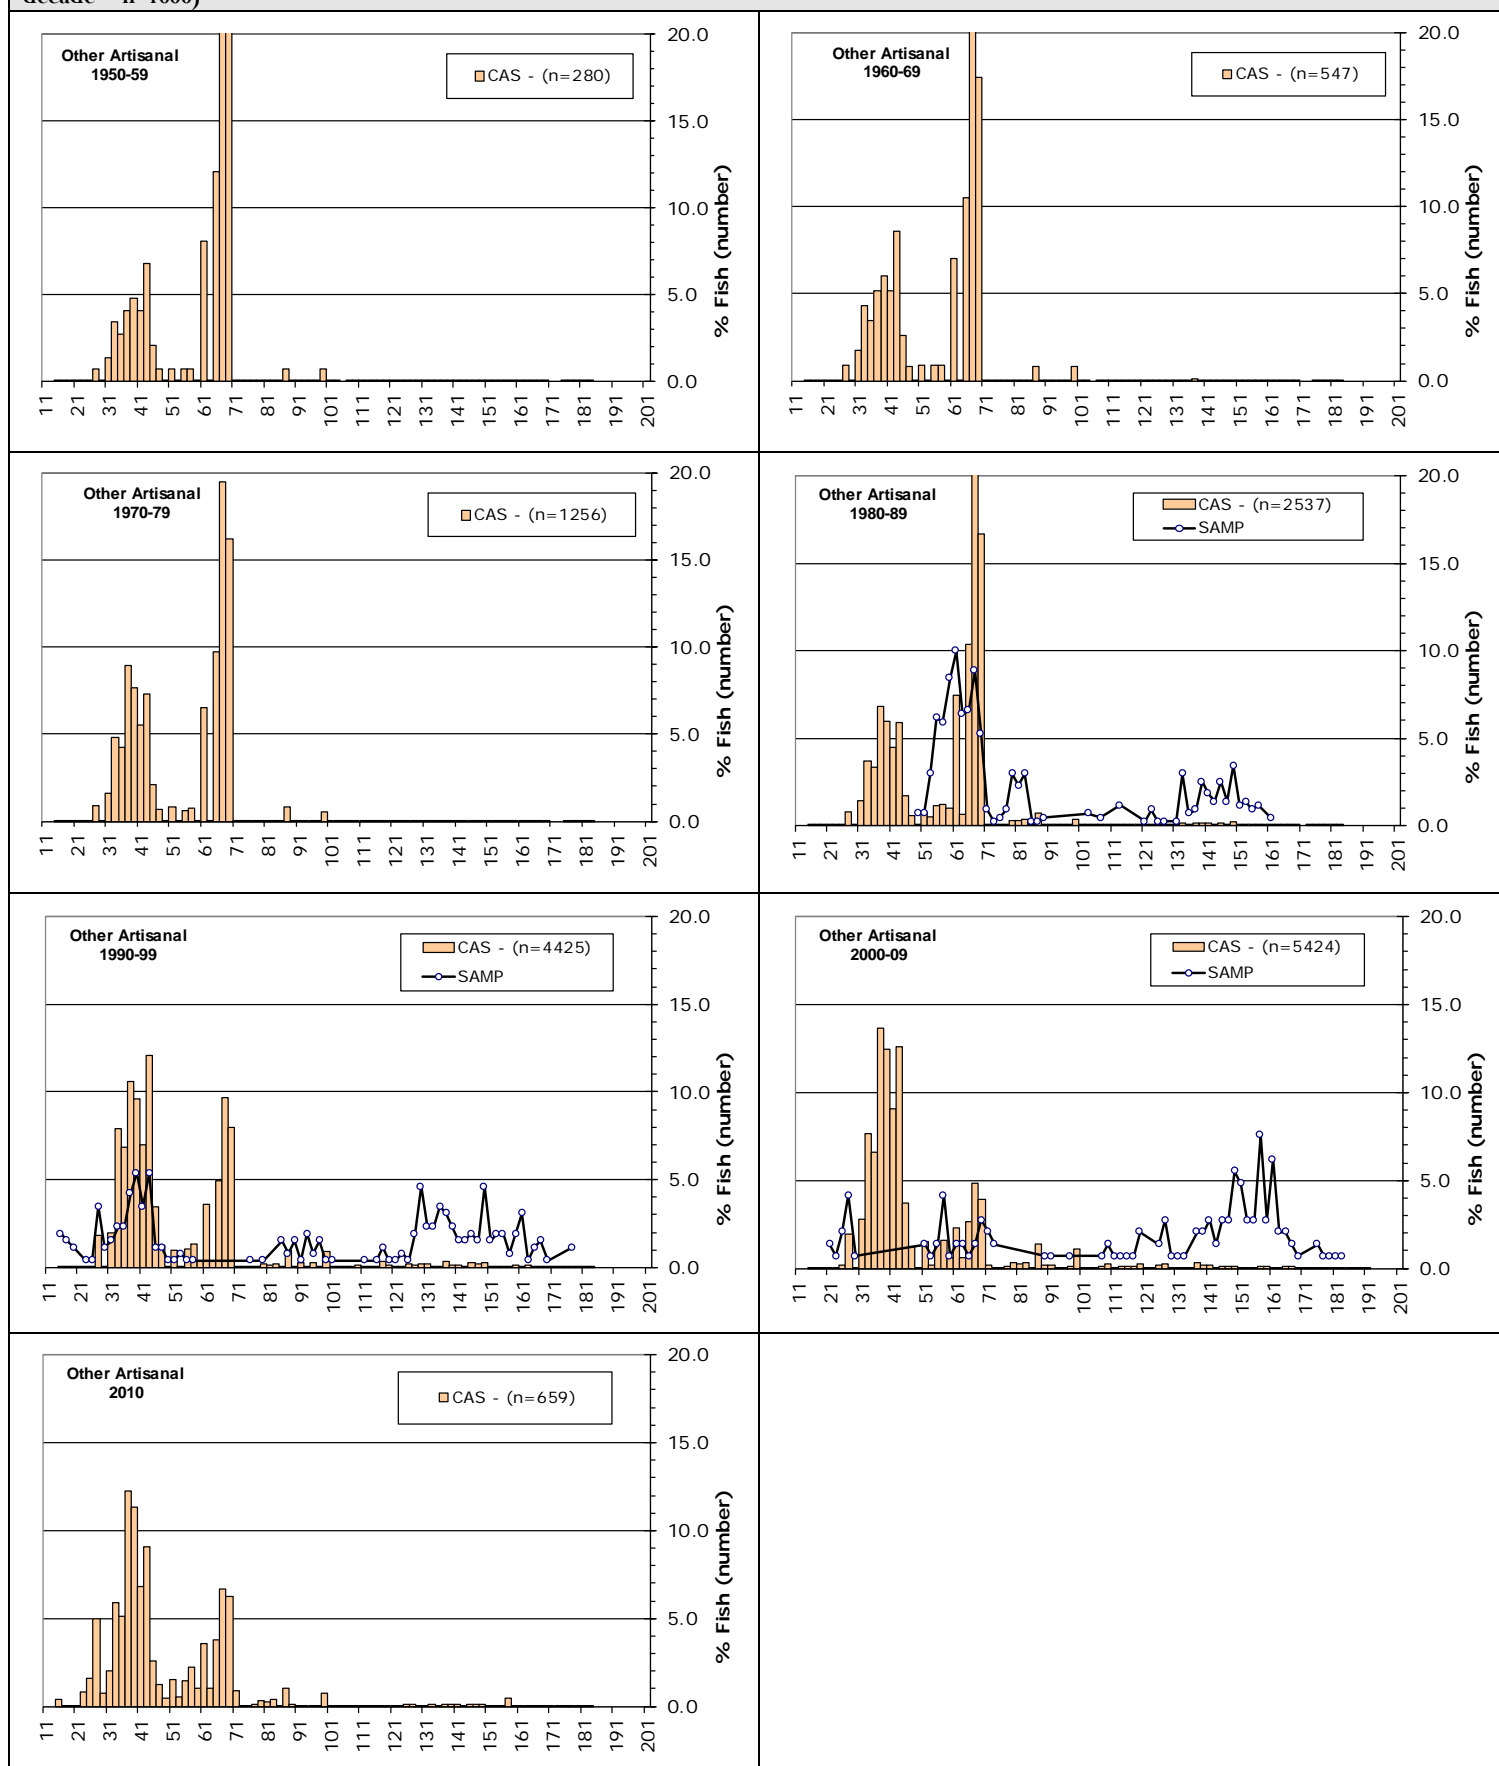 Other Artisanal
1950-59
CAS - (n=280)
20.0
15.0
10.0
5.0
0.0
% Fish (number)
11 21 31 41 51 61 71 81 91 101 111 121 131 141 151 161 171 181 191 201
Other Artisanal
1960-69
CAS - (n=547)
20.0
15.0
10.0
5.0
0.0
% Fish (number)
11 21 31 41 51 61 71 81 91 101 111 121 131 141 151 161 171 181 191 201
Other Artisanal
1970-79
CAS - (n=1256)
20.0
15.0
10.0
5.0
0.0
% Fish (number)
11 21 31 41 51 61 71 81 91 101 111 121 131 141 151 161 171 181 191 201
Other Artisanal
1980-89
CAS - (n=2537)
SAMP
20.0
15.0
10.0
5.0
0.0
% Fish (number)
11 21 31 41 51 61 71 81 91 101 111 121 131 141 151 161 171 181 191 201
Other Artisanal
1990-99
CAS - (n=4425)
SAMP
20.0
15.0
10.0
5.0
0.0
% Fish (number)
11 21 31 41 51 61 71 81 91 101 111 121 131 141 151 161 171 181 191 201
Other Artisanal
2000-09
CAS - (n=5424)
SAMP
20.0
15.0
10.0
5.0
0.0
% Fish (number)
11 21 31 41 51 61 71 81 91 101 111 121 131 141 151 161 171 181 191 201
Other Artisanal
2010
CAS - (n=659)
20.0
15.0
10.0
5.0
0.0
% Fish (number)
11 21 31 41 51 61 71 81 91 101 111 121 131 141 151 161 171 181 191 201